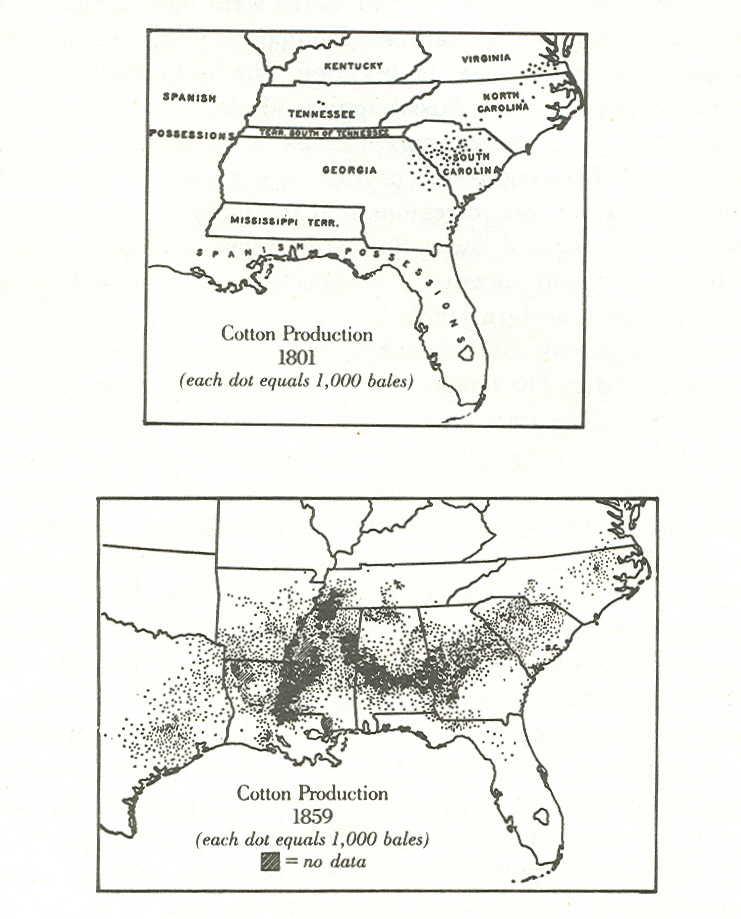 KENTUCKY
VIRGINIA
SPANISH
NORTH
CAROLINA
TENNESSEE
POSSESSIONS
TERR. SOUTH OF TENNESSEE
GEORGIA
SOUTH
CAROLINA
MISSISSIPPI TERR.
SPANISH POSSESSIONS
Cotton Production
1801
(each dot equals 1,000 bales)
S.C.
Cotton Production
1859
(each dot equals 1,000 bales)
= no data